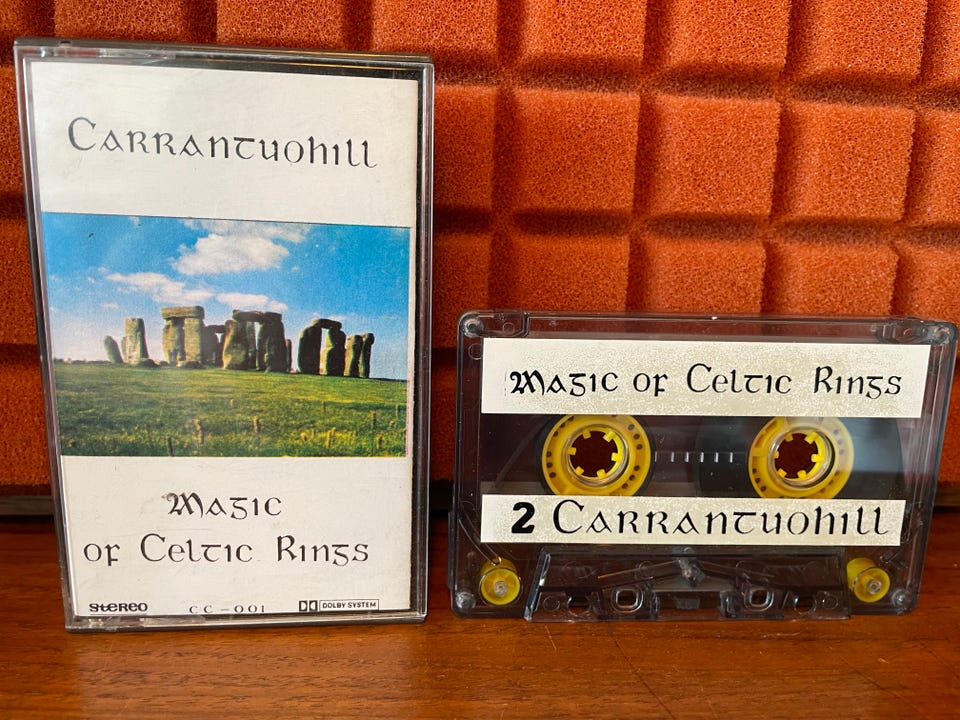 Carrantuohill
Magic
of Celtic Rings
stereo CC-001 DOLBY SYSTEM
Magic of Celtic Rings
2 Carrantuohill